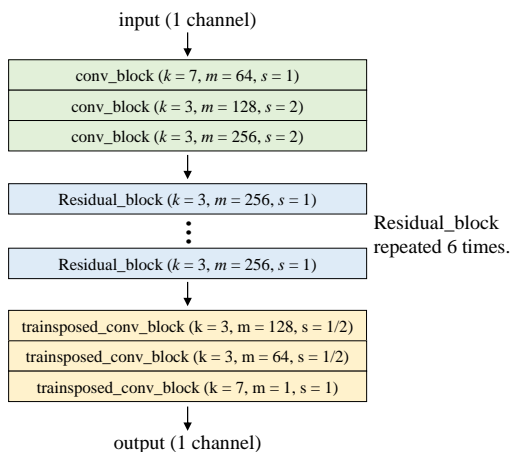 input (1 channel)
conv_block (k = 7, m = 64, s = 1)
conv_block (k = 3, m = 128, s = 2)
conv_block (k = 3, m = 256, s = 2)
Residual_block (k = 3, m = 256, s = 1)
Residual_block
repeated 6 times.
Residual_block (k = 3, m = 256, s = 1)
trainsposed_conv_block (k = 3, m = 128, s = 1/2)
trainsposed_conv_block (k = 3, m = 64, s = 1/2)
trainsposed_conv_block (k = 7, m = 1, s = 1)
output (1 channel)